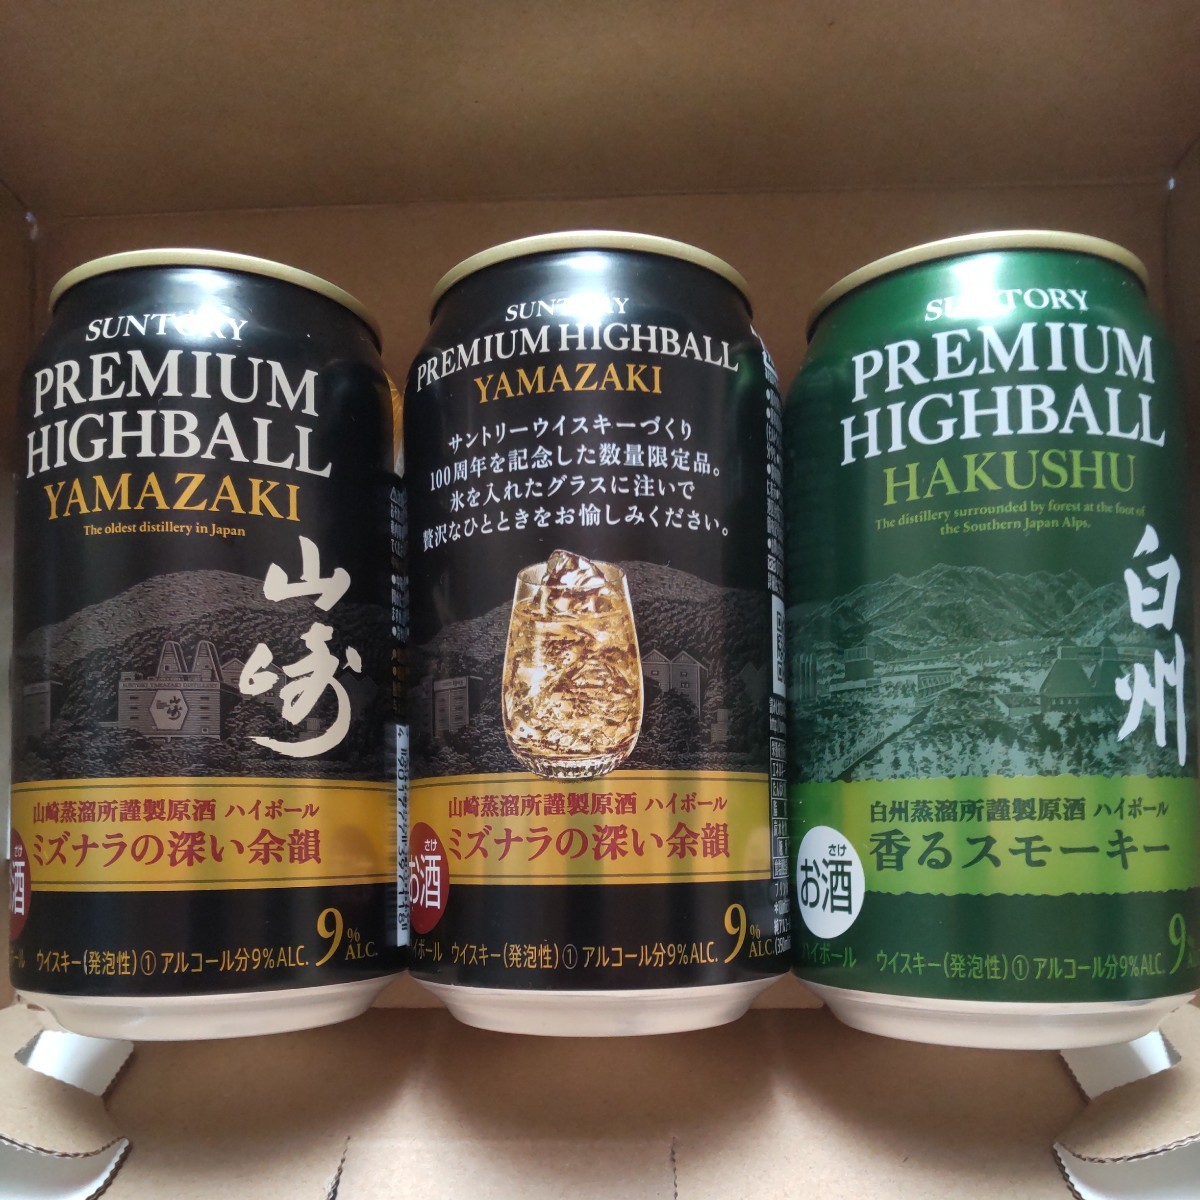 SUNTORY
PREMIUM
HIGHBALL
YAMAZAKI
The oldest distillery in Japan
山崎
山崎蒸溜所謹製原酒 ハイボール
ミズナラの深い余韻
さけ
お酒
ウイスキー(発泡性)① アルコール分9%ALC.
9%ALC.
SUNTORY
PREMIUM HIGHBALL
YAMAZAKI
サントリーウイスキーづくり
100周年を記念した数量限定品。
氷を入れたグラスに注いで
贅沢なひとときをお愉しみください。
山崎蒸溜所謹製原酒 ハイボール
ミズナラの深い余韻
さけ
お酒
ハイボール ウイスキー(発泡性)① アルコール分9%ALC.
9%ALC.
SUNTORY
PREMIUM
HIGHBALL
HAKUSHU
The distillery surrounded by forest at the foot of
the Southern Japan Alps.
白州
白州蒸溜所謹製原酒 ハイボール
香るスモーキー
さけ
お酒
ハイボール ウイスキー(発泡性)① アルコール分9%ALC.
9